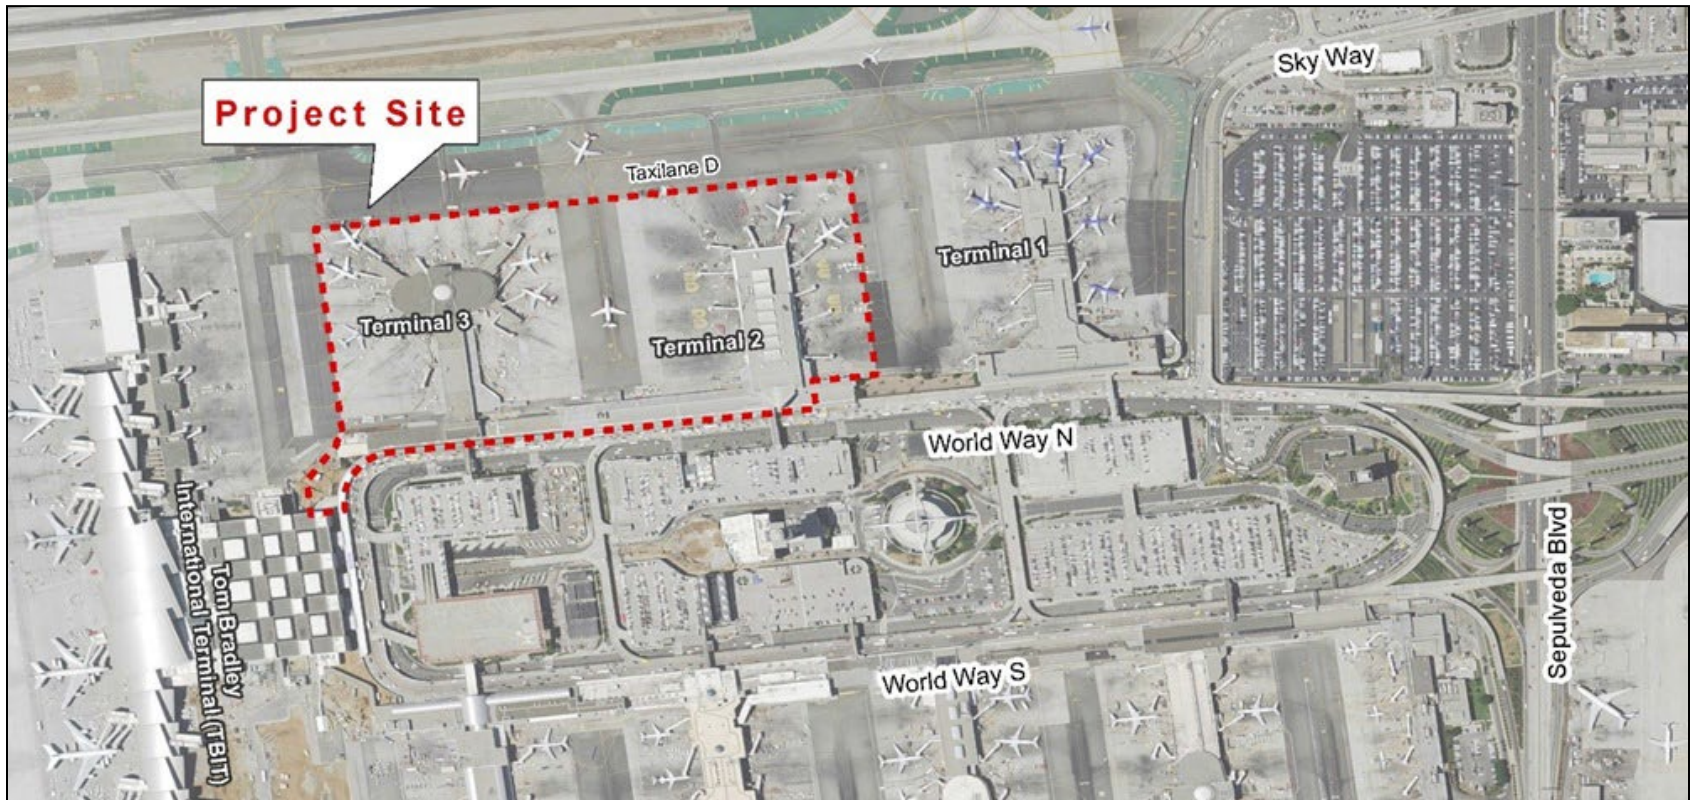 Sky Way
Project Site
Taxilane D
Terminal 1
Terminal 3
Terminal 2
World Way N
Tom Bradley
International Terminal (TBIT)
Sepulveda Blvd
World Way S